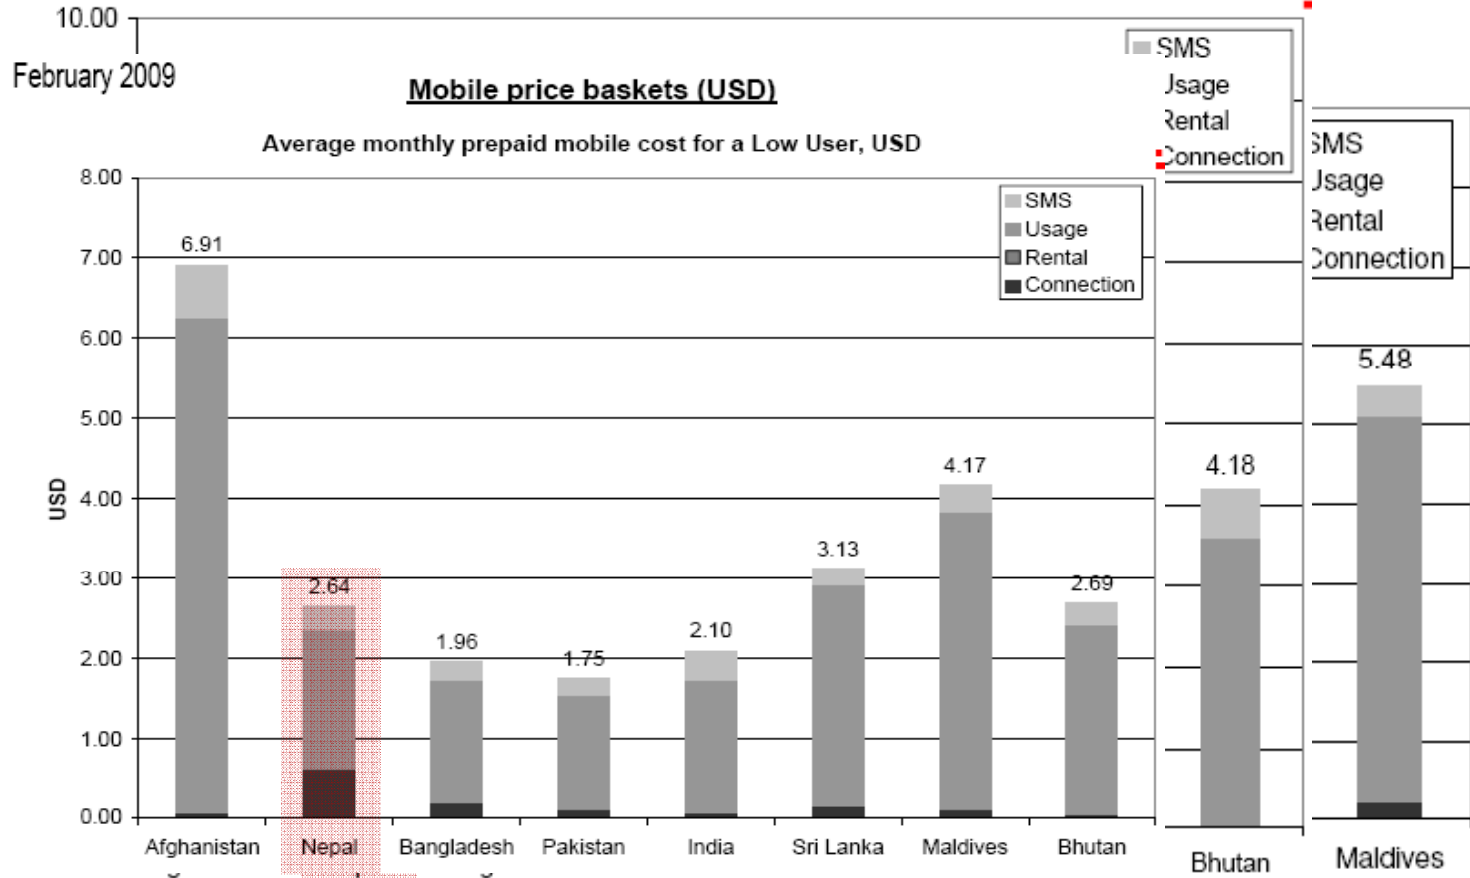 10.00
February 2009
Mobile price baskets (USD)
Average monthly prepaid mobile cost for a Low User, USD
SMS
Usage
Rental
Connection
8.00
7.00
6.00
5.00
4.00
3.00
2.00
1.00
0.00
USD
6.91
2.64
1.96
1.75
2.10
3.13
4.17
2.69
Afghanistan
Nepal
Bangladesh
Pakistan
India
Sri Lanka
Maldives
Bhutan
SMS
Usage
Rental
Connection
4.18
Bhutan
SMS
Usage
Rental
Connection
5.48
Maldives